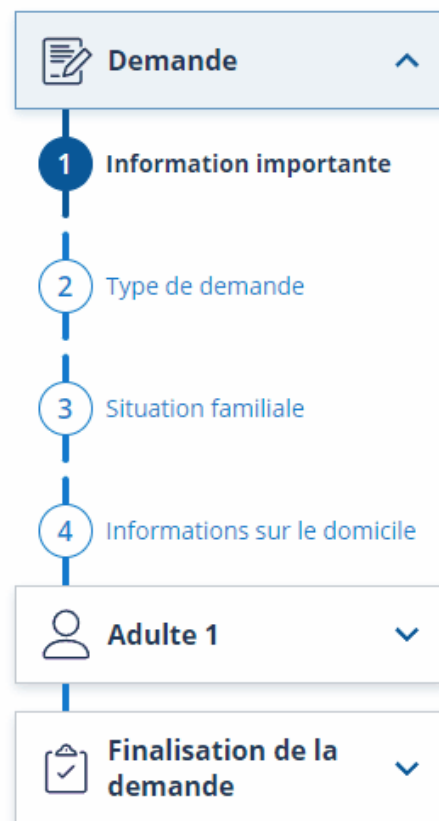 Demande
1 Information importante
2 Type de demande
3 Situation familiale
4 Informations sur le domicile
Adulte 1
Finalisation de la
demande